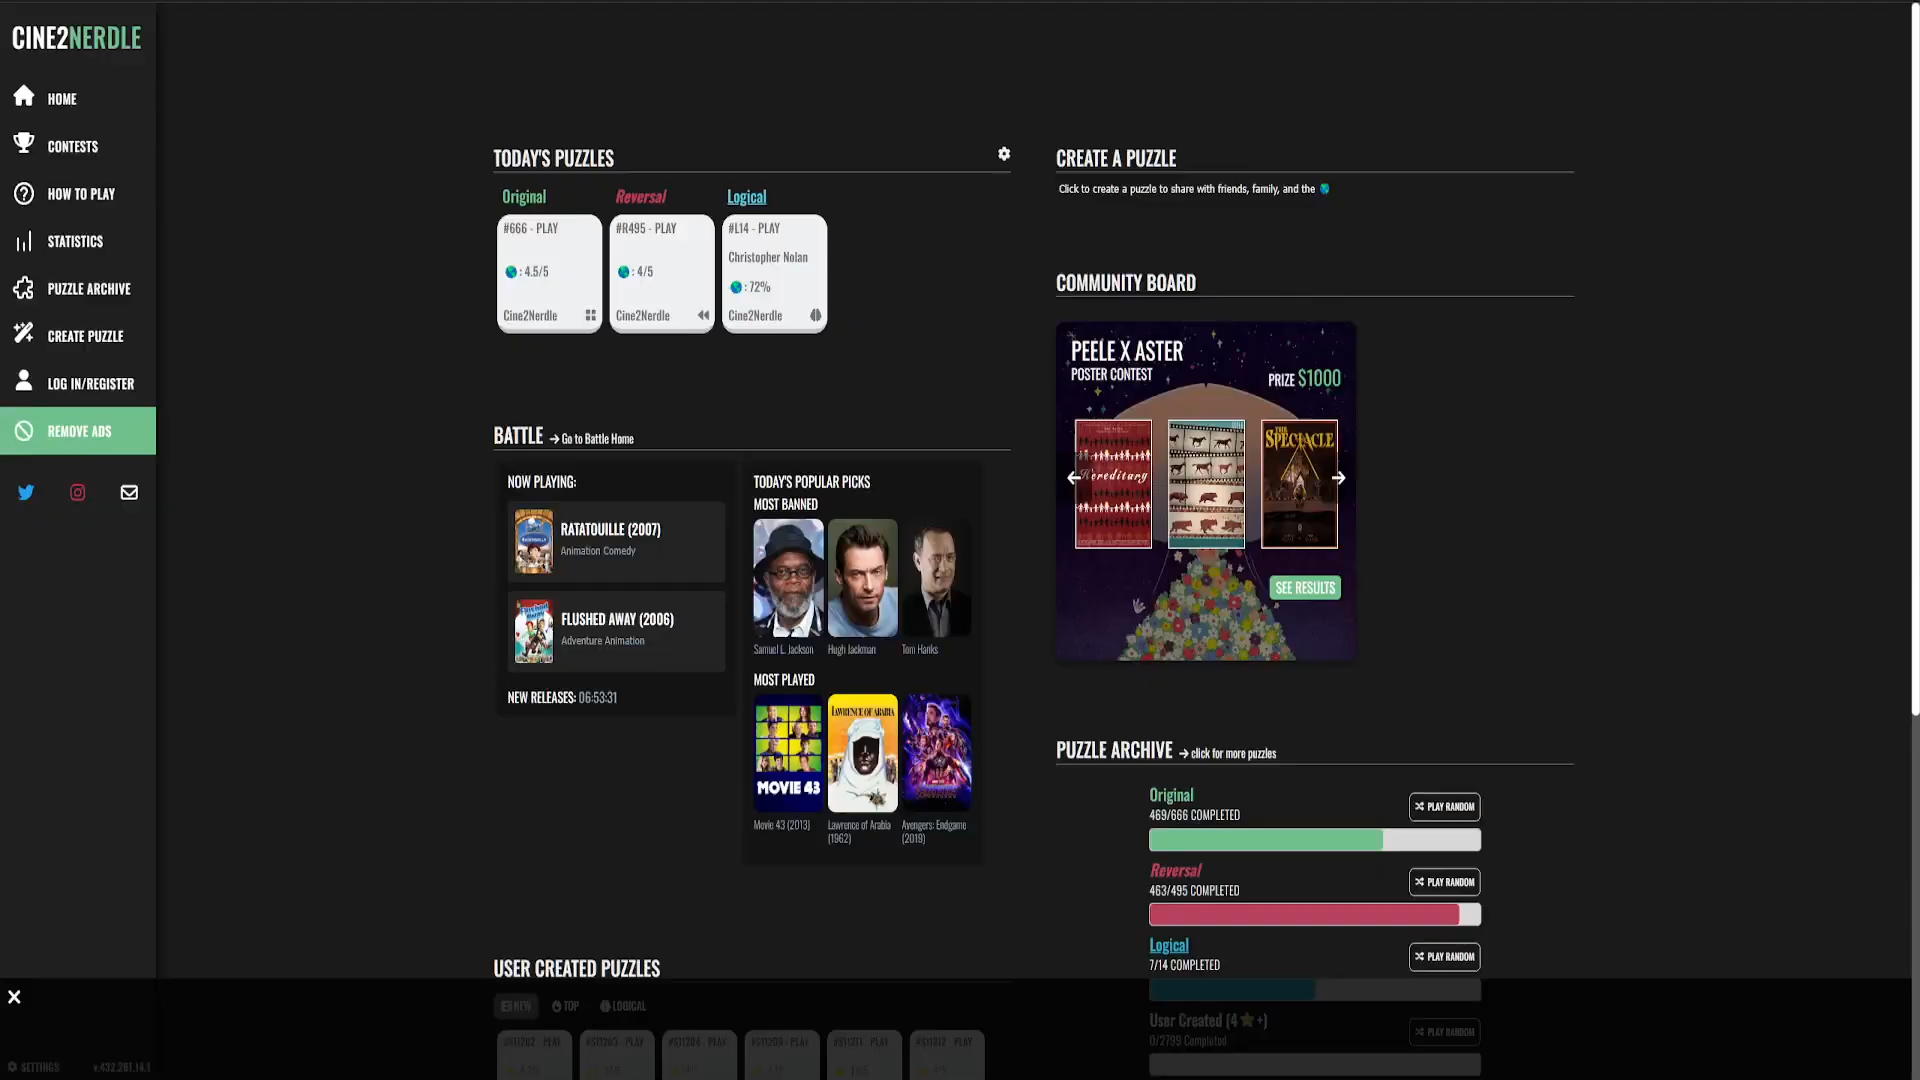 CINE2NERDLE
HOME
CONTESTS
HOW TO PLAY
STATISTICS
PUZZLE ARCHIVE
CREATE PUZZLE
LOG IN/REGISTER
REMOVE ADS
SETTINGS
TODAY'S PUZZLES
Original
Reversal
Logical
#666 - PLAY
: 4.5/5
Cine2Nerdle
#R495 - PLAY
: 4/5
Cine2Nerdle
#L14 - PLAY
Christopher Nolan
: 72%
Cine2Nerdle
BATTLE → Go to Battle Home
NOW PLAYING:
RATATOUILLE (2007)
Animation Comedy
FLUSHED AWAY (2006)
Adventure Animation
NEW RELEASES: 06:53:31
TODAY'S POPULAR PICKS
MOST BANNED
Samuel L. Jackson
Hugh Jackman
Tom Hanks
MOST PLAYED
MOVIE 43
LAWRENCE OF ARABIA
Movie 43 (2013)
Lawrence of Arabia
(1962)
Avengers: Endgame
(2019)
USER CREATED PUZZLES
NEW
TOP
LOGICAL
CREATE A PUZZLE
Click to create a puzzle to share with friends, family, and the
COMMUNITY BOARD
PEELE X ASTER
POSTER CONTEST
PRIZE $1000
Hereditary
THE
SPECTACLE
SEE RESULTS
PUZZLE ARCHIVE → click for more puzzles
Original
469/666 COMPLETED
PLAY RANDOM
Reversal
463/495 COMPLETED
PLAY RANDOM
Logical
7/14 COMPLETED
PLAY RANDOM
User Created (4⭐+)
0/2799 Completed
PLAY RANDOM